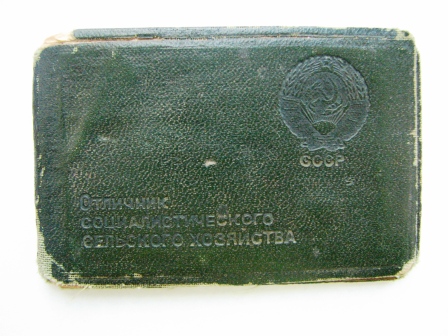 СССР
Отличник
социалистического
сельского хозяйства